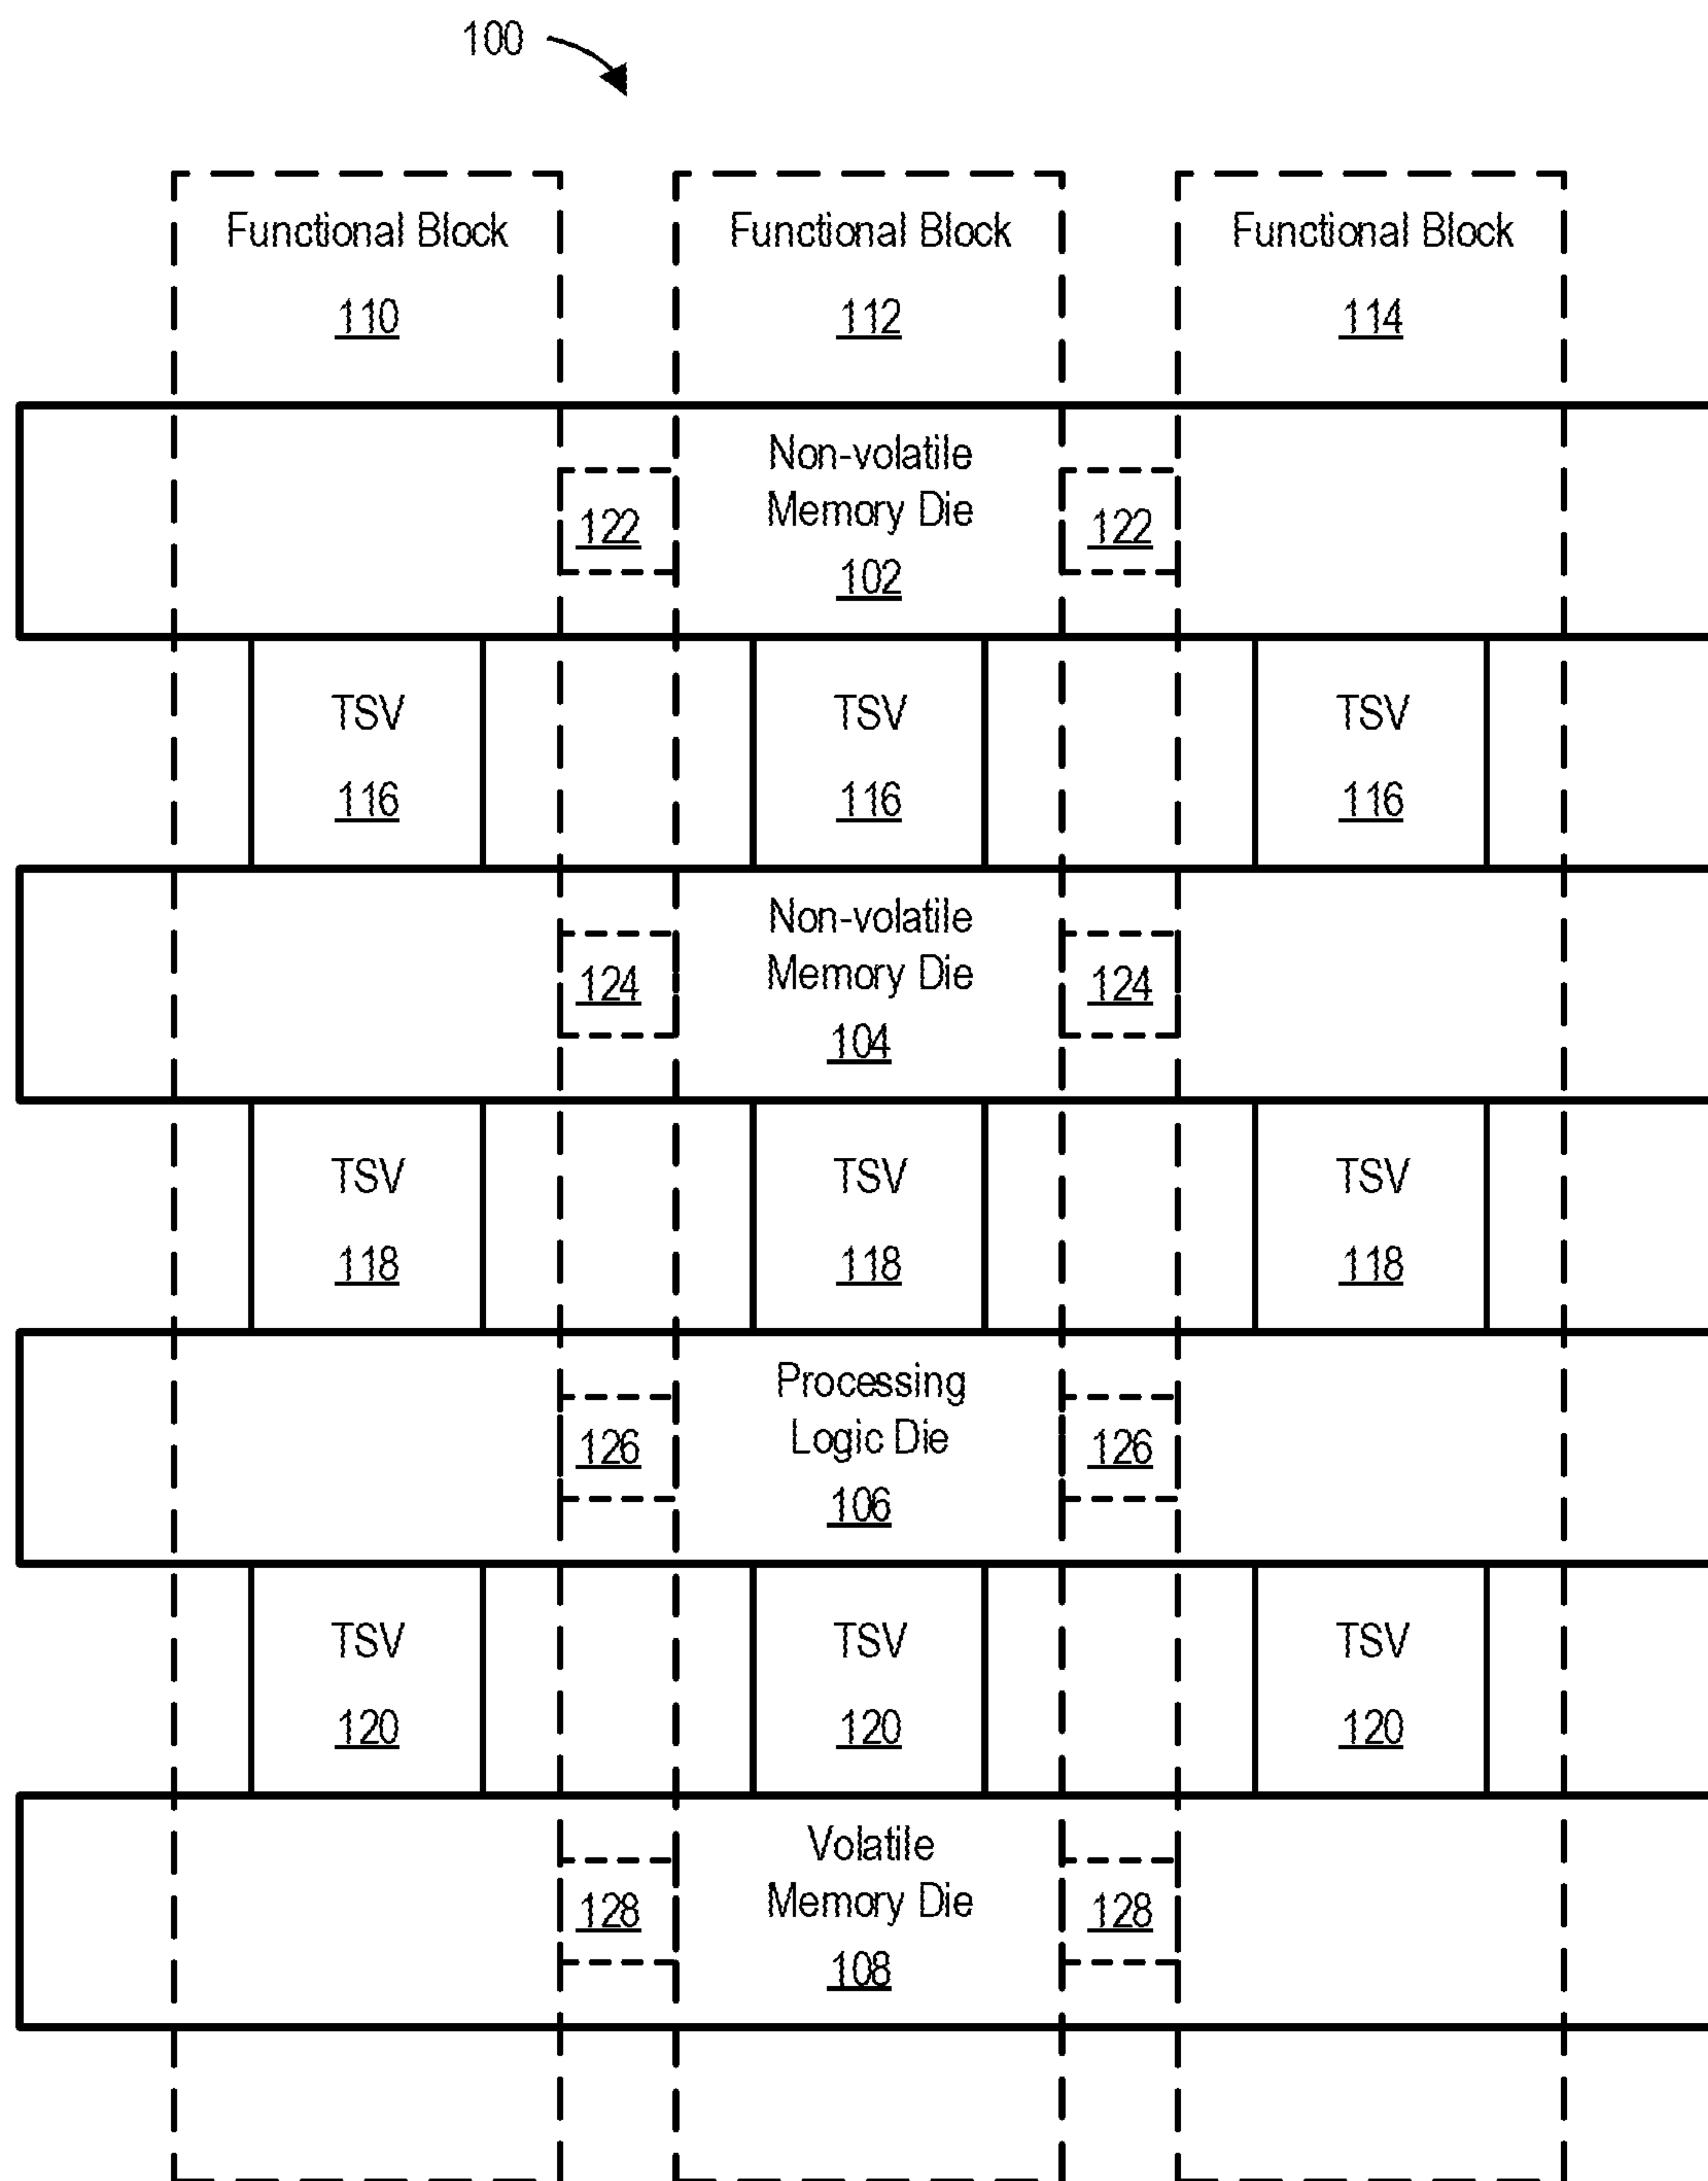 100
Functional Block
110
Functional Block
112
Functional Block
114
Non-volatile
Memory Die
102
122
122
TSV
116
TSV
116
TSV
116
Non-volatile
Memory Die
104
124
124
TSV
118
TSV
118
TSV
118
Processing
Logic Die
106
126
126
TSV
120
TSV
120
TSV
120
Volatile
Memory Die
108
128
128